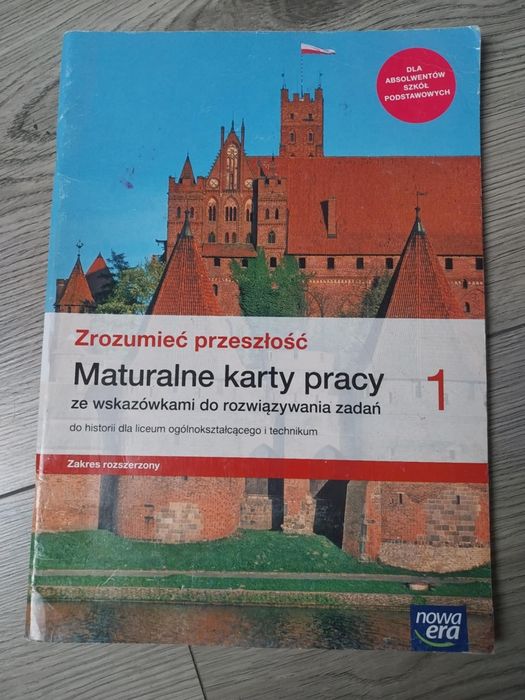 DLA
ABSOLWENTÓW
SZKÓŁ
PODSTAWOWYCH
Zrozumieć przeszłość
Maturalne karty pracy 1
ze wskazówkami do rozwiązywania zadań
do historii dla liceum ogólnokształcącego i technikum
Zakres rozszerzony
nowa
era